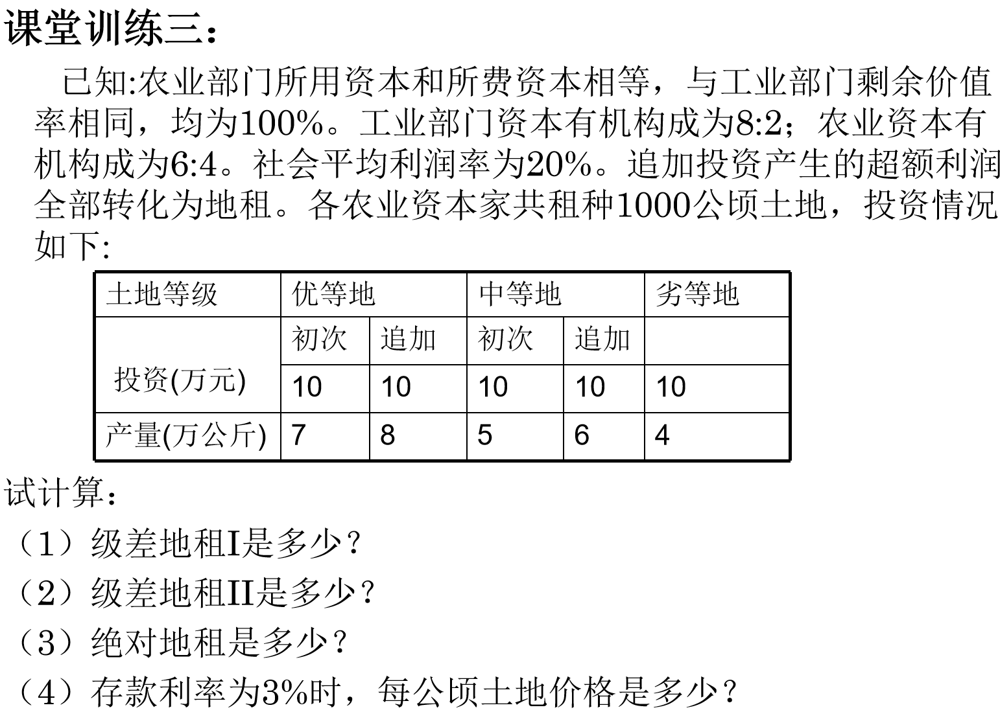 课堂训练三：
已知:农业部门所用资本和所费资本相等，与工业部门剩余价值
率相同，均为100%。工业部门资本有机构成为8:2；农业资本有
机构成为6:4。社会平均利润率为20%。追加投资产生的超额利润
全部转化为地租。各农业资本家共租种1000公顷土地，投资情况
如下:
土地等级 优等地 中等地 劣等地
初次 追加 初次 追加
投资(万元) 10 10 10 10 10
产量(万公斤) 7 8 5 6 4
试计算：
（1）级差地租I是多少？
（2）级差地租II是多少？
（3）绝对地租是多少？
（4）存款利率为3%时，每公顷土地价格是多少？